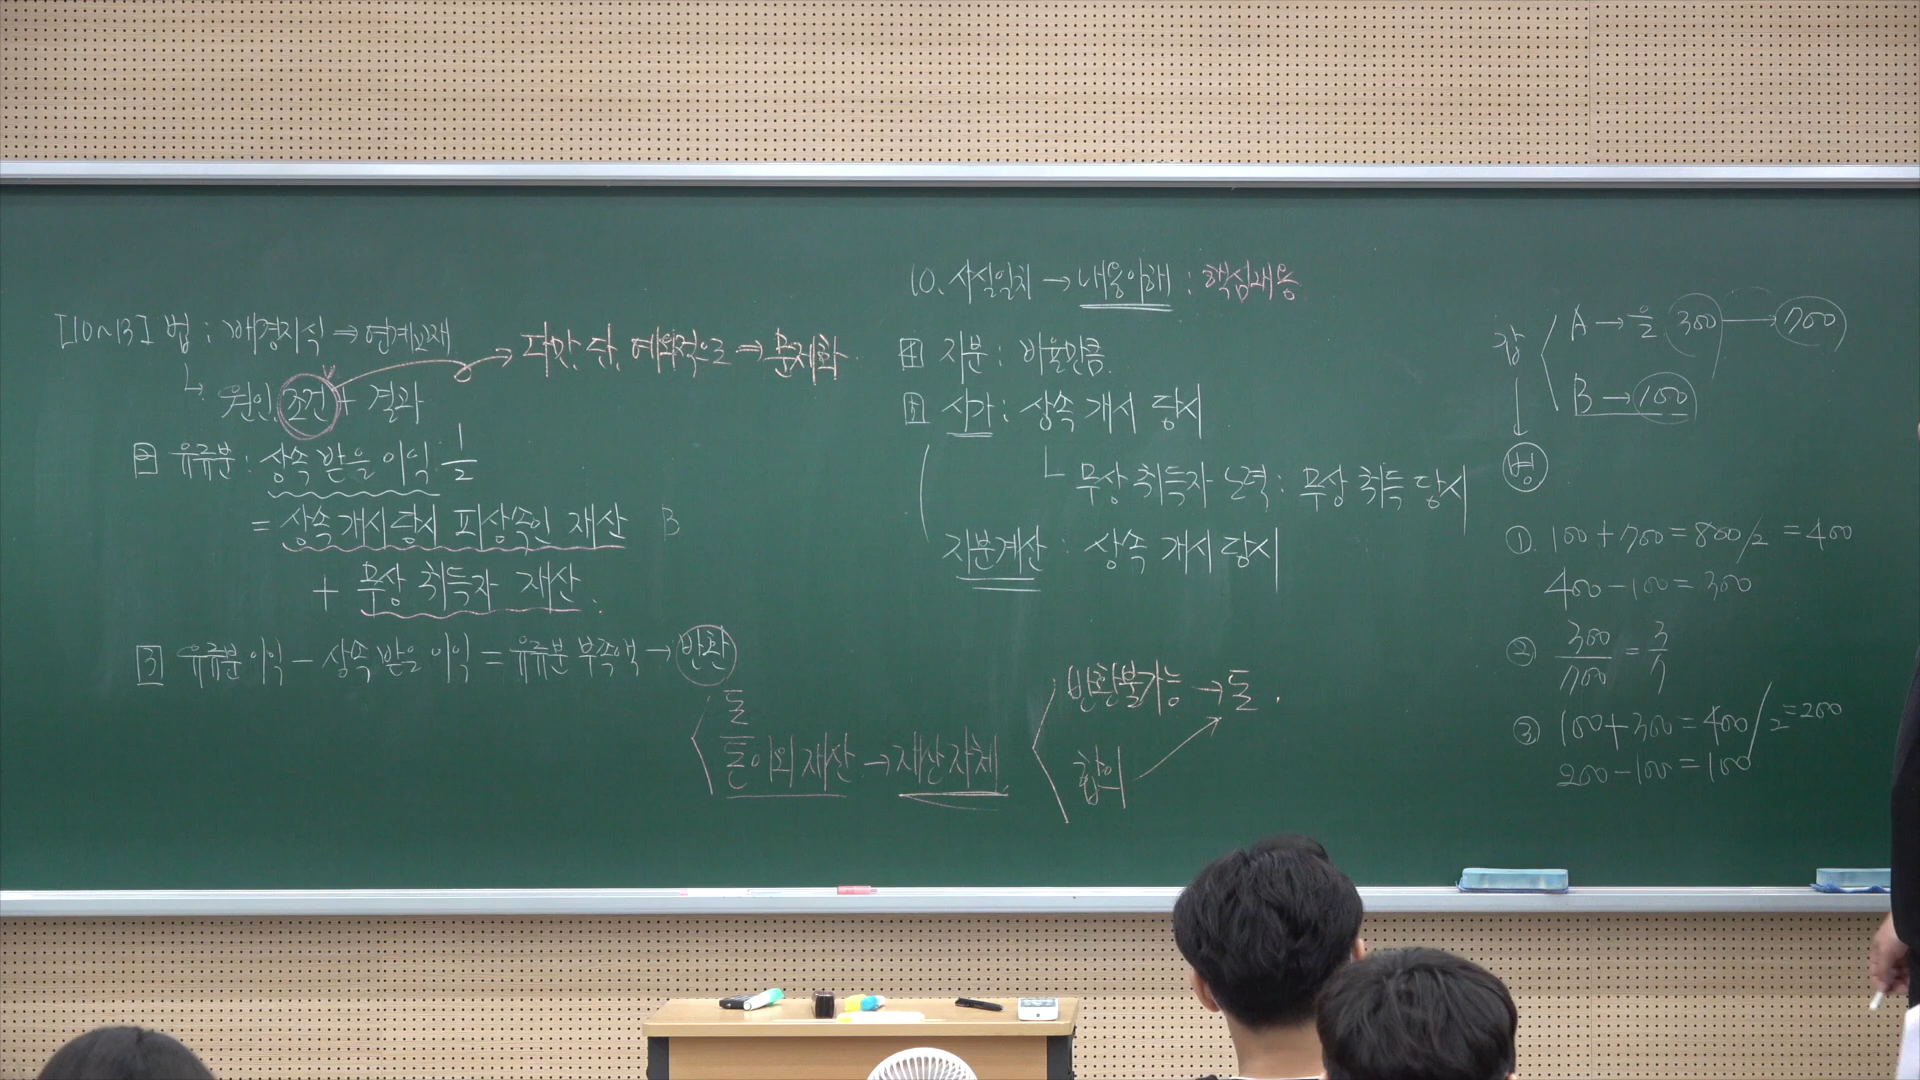 [10~13] 법 : 배경지식 → 연계교재
↳ 원인, 조건 + 결과
다만, 단, 예외적으로 ⇒ 문제화
② 유류분 : 상속 받을 이익 1/2
= 상속 개시 당시 피상속인 재산 B
+ 무상 취득자 재산.
③ 유류분 이익 - 상속 받은 이익 = 유류분 부족액 → 반환
돈
돈 이외 재산 → 재산 자체
반환불가능 → 돈.
합의
10. 사실일치 → 내용이해 : 핵심내용
④ 지분 : 비율만큼.
⑤ 시가 : 상속 개시 당시
ㄴ 무상 취득자 노력 : 무상 취득 당시
지분계산 : 상속 개시 당시
갑
A → 을 300 → 700
B → 100
병
①. 100 + 700 = 800/2 = 400
400 - 100 = 300
② 300/700 = 3/7
③ 100 + 300 = 400/2 = 200
200 - 100 = 100